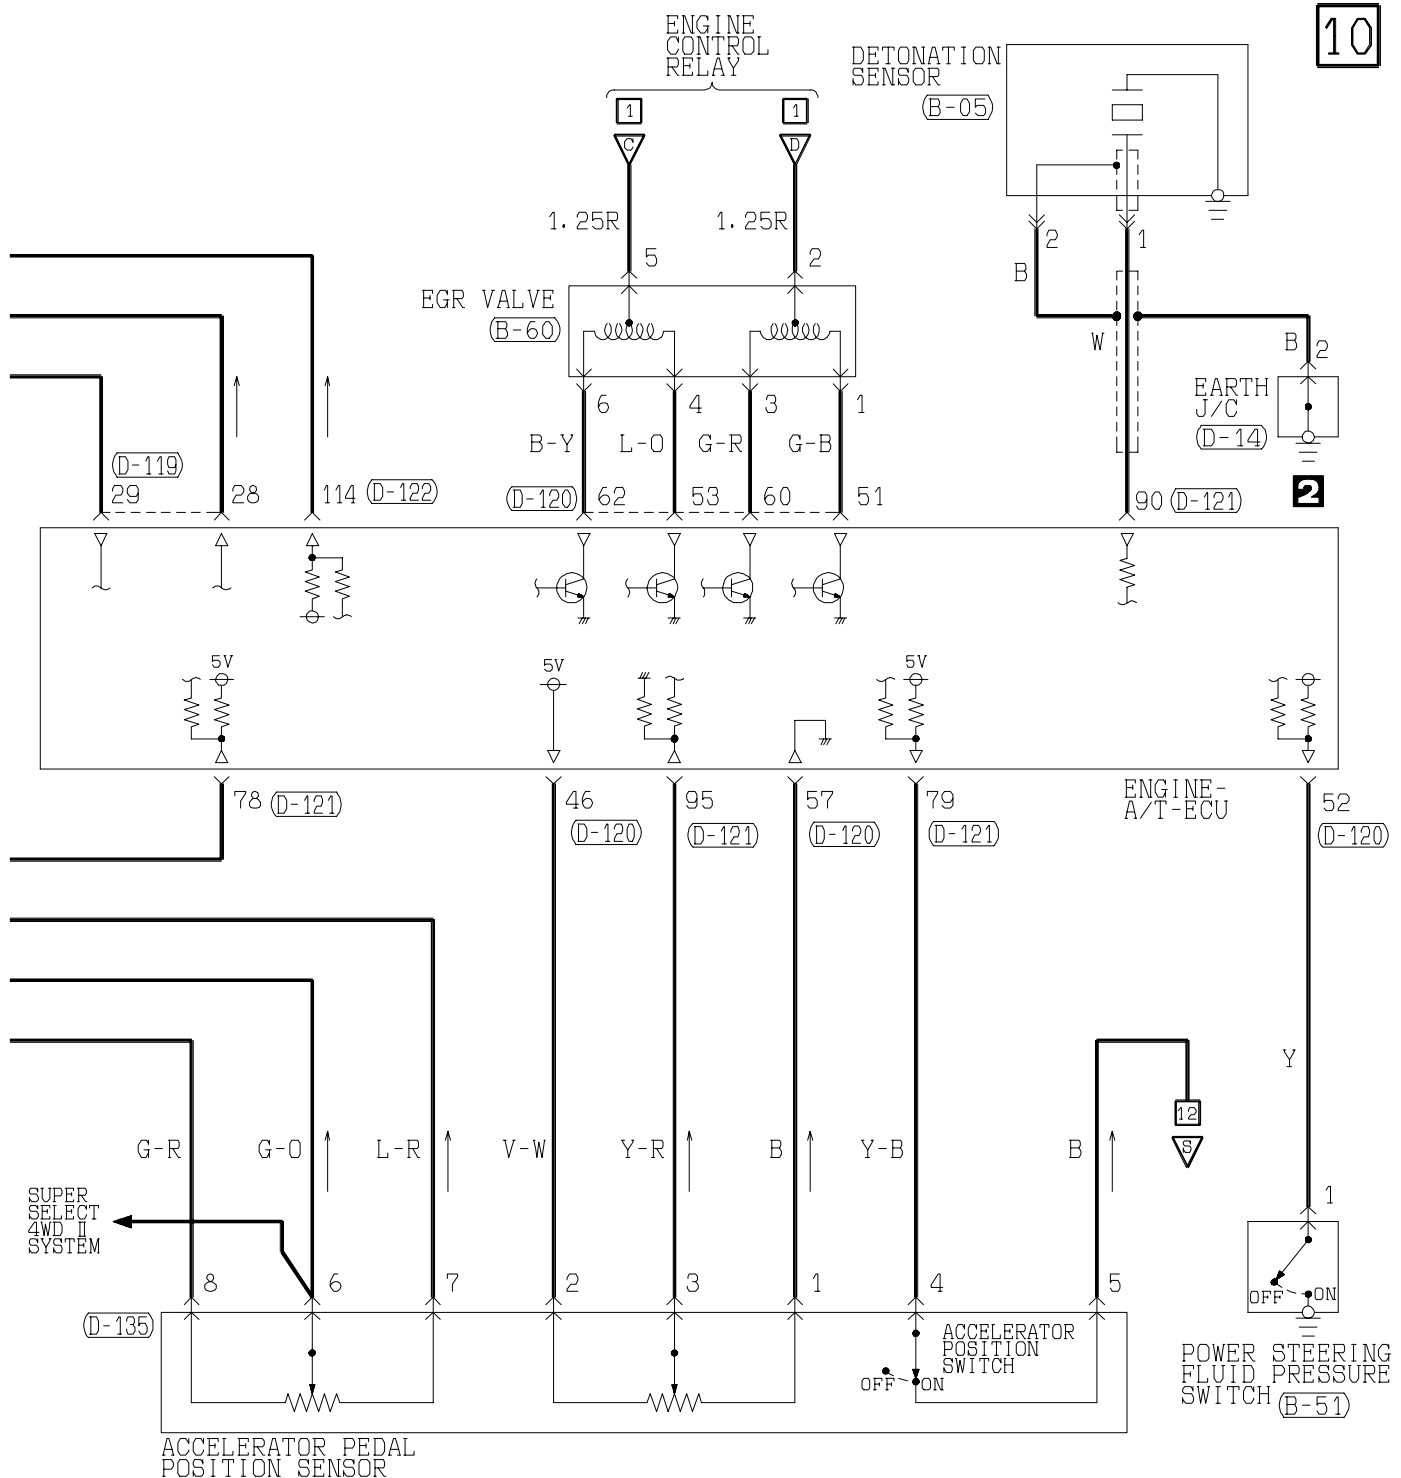 10
ENGINE
CONTROL
RELAY
DETONATION
SENSOR
B-05
1
1
C
D
1.25R
1.25R
5
2
2
1
B
EGR VALVE
B-60
W
B
2
EARTH
J/C
D-14
6
4
3
1
B-Y
L-O
G-R
G-B
D-119
29
28
114
D-122
D-120
62
53
60
51
90
D-121
2
5V
5V
5V
78
D-121
46
D-120
95
D-121
57
D-120
79
D-121
ENGINE-
A/T-ECU
52
D-120
Y
12
S
G-R
G-O
L-R
V-W
Y-R
B
Y-B
B
SUPER
SELECT
4WD II
SYSTEM
1
8
6
7
2
3
1
4
5
OFF
ON
D-135
ACCELERATOR
POSITION
SWITCH
OFF
ON
POWER STEERING
FLUID PRESSURE
SWITCH
B-51
ACCELERATOR PEDAL
POSITION SENSOR